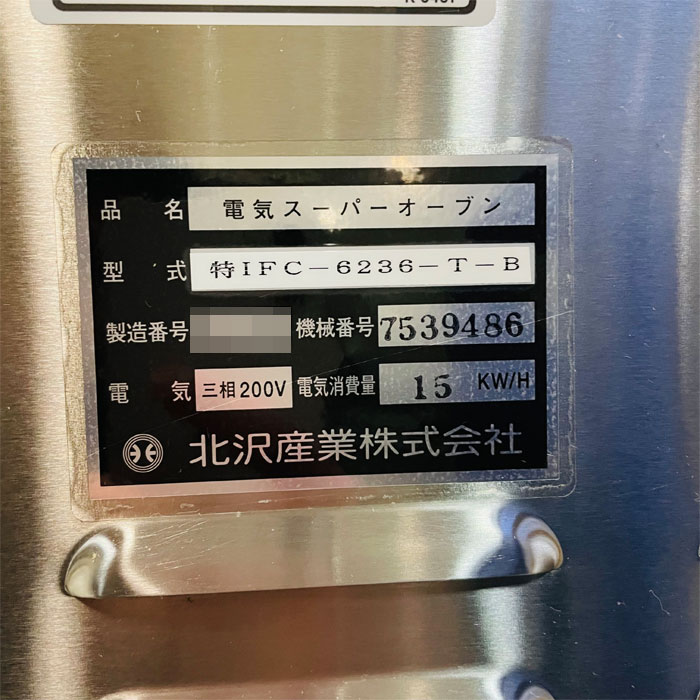 品名 電気スーパーオーブン
型式 特IFC-6236-T-B
製造番号 機械番号 7539486
電気 三相200V 電気消費量 15 KW/H
北沢産業株式会社